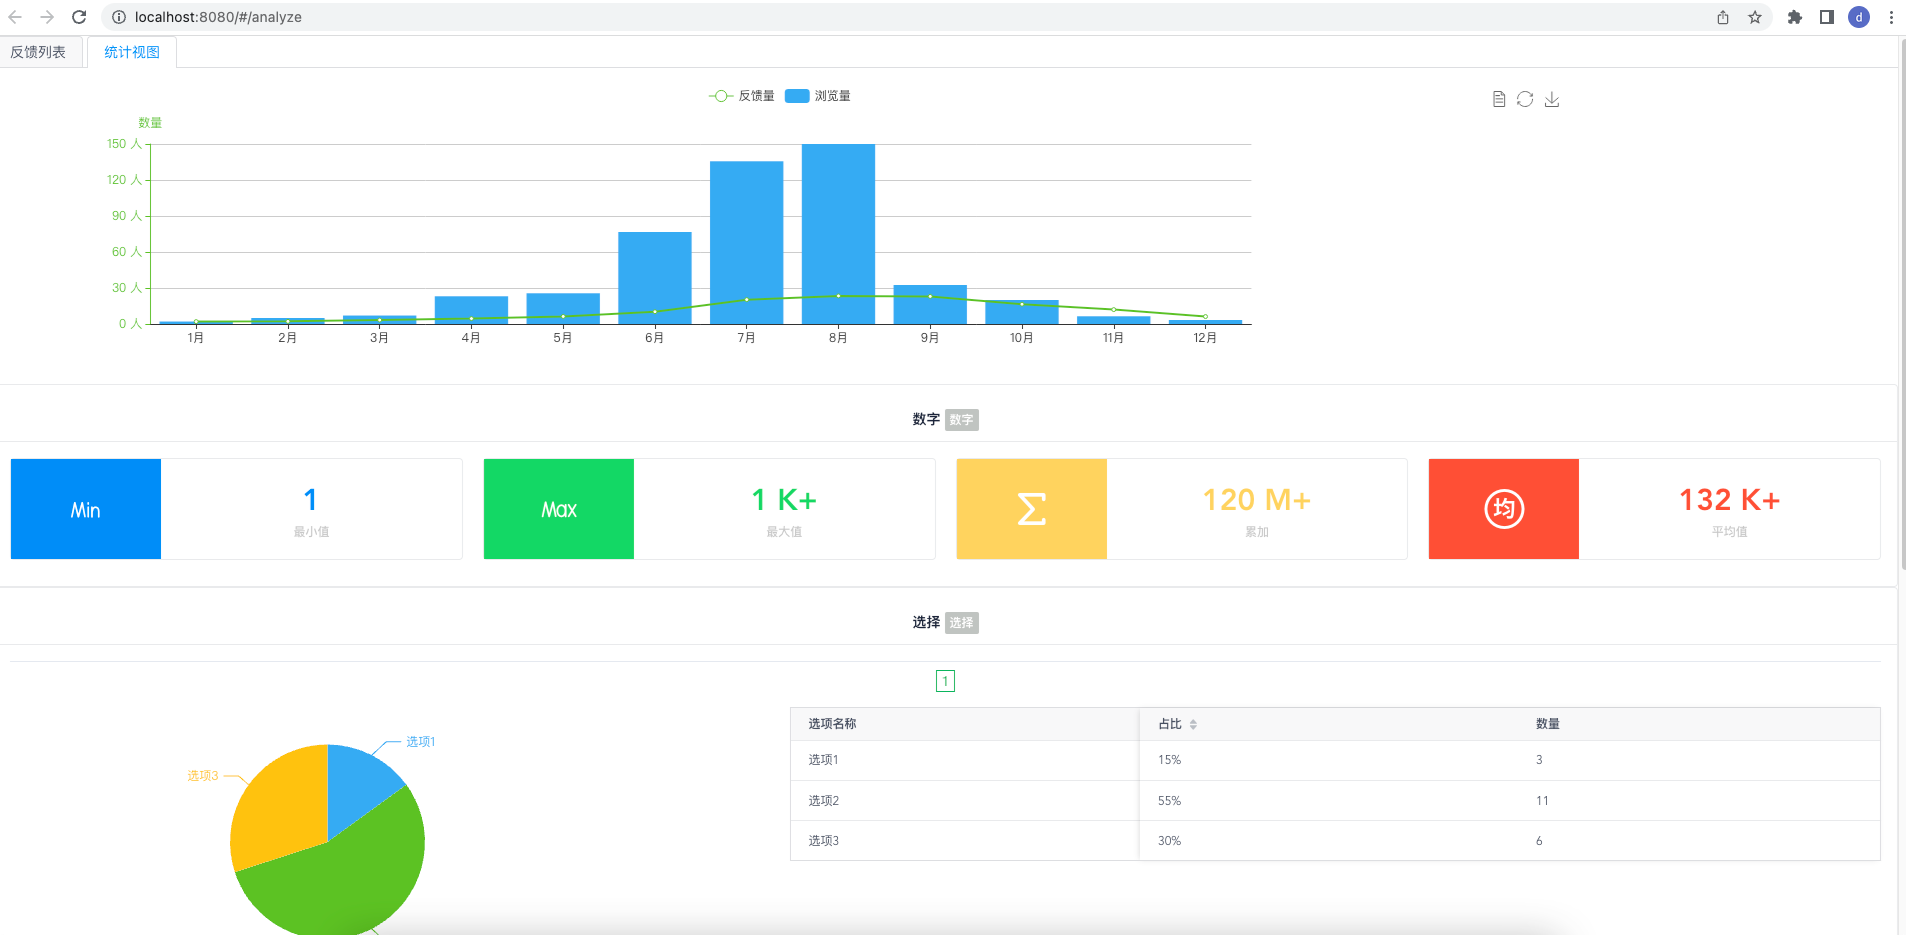 localhost:8080/#/analyze
d
反馈列表
统计视图
反馈量
浏览量
数量
150 人
120 人
90 人
60 人
30 人
0 人
1月
2月
3月
4月
5月
6月
7月
8月
9月
10月
11月
12月
数字 数字
Min
1
最小值
Max
1 K+
最大值
Σ
120 M+
累加
均
132 K+
平均值
选择 选择
1
选项1
选项3
选项名称 占比 数量
选项1 15% 3
选项2 55% 11
选项3 30% 6